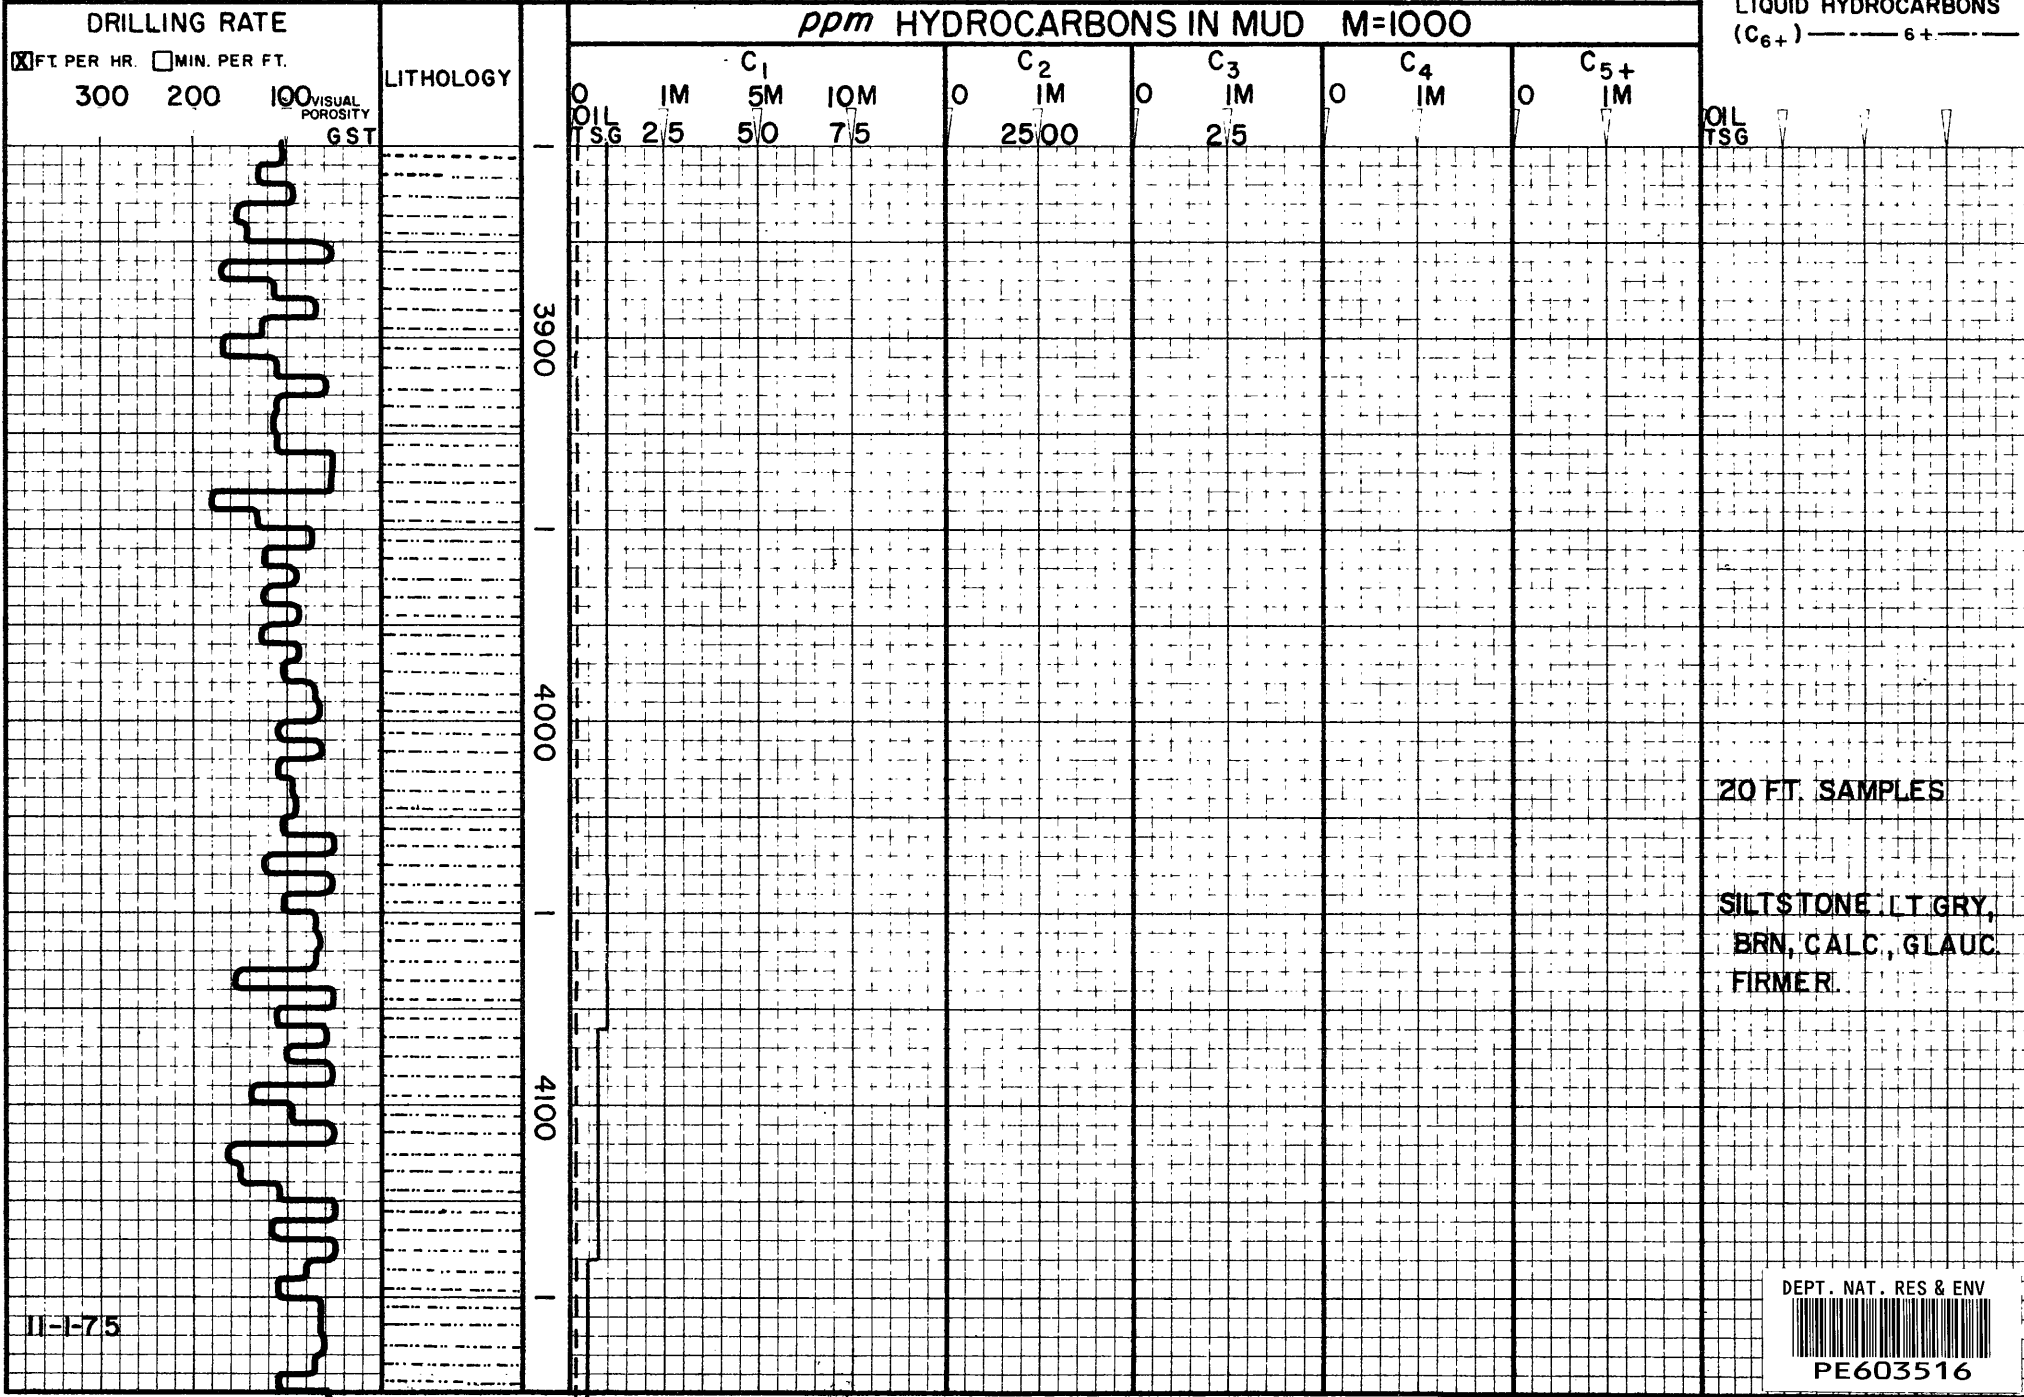 DRILLING RATE
☒ FT. PER HR. ☐ MIN. PER FT.
300 200 100 VISUAL POROSITY
G S T
LITHOLOGY
ppm HYDROCARBONS IN MUD M=1000
C1 C2 C3 C4 C5+
0 1M 5M 10M 0 1M 0 1M 0 1M 0 1M
OIL
TSG 25 50 75 2500 25
LIQUID HYDROCARBONS
(C6+) —-— 6+ —-—
OIL
TSG
3900
4000
4100
20 FT. SAMPLES
SILTSTONE: LT GRY,
BRN, CALC, GLAUC.
FIRMER.
11-1-75
DEPT. NAT. RES & ENV
PE603516